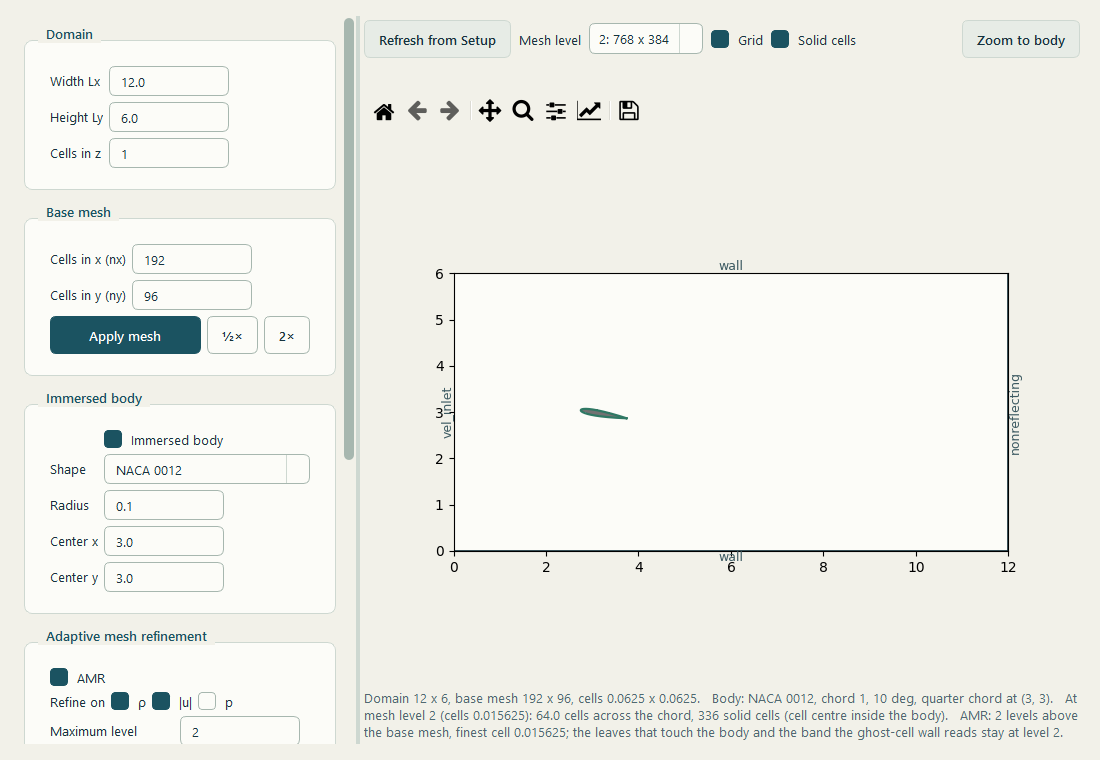 Domain
Width Lx 12.0
Height Ly 6.0
Cells in z 1
Base mesh
Cells in x (nx) 192
Cells in y (ny) 96
Apply mesh ½× 2×
Immersed body
Immersed body
Shape NACA 0012
Radius 0.1
Center x 3.0
Center y 3.0
Adaptive mesh refinement
AMR
Refine on ρ |u| p
Maximum level 2
Refresh from Setup Mesh level 2: 768 x 384 Grid Solid cells Zoom to body
wall
6
5
4
3
2
1
0
vel inlet
nonreflecting
wall
0 2 4 6 8 10 12
Domain 12 x 6, base mesh 192 x 96, cells 0.0625 x 0.0625. Body: NACA 0012, chord 1, 10 deg, quarter chord at (3, 3). At
mesh level 2 (cells 0.015625): 64.0 cells across the chord, 336 solid cells (cell centre inside the body). AMR: 2 levels above
the base mesh, finest cell 0.015625; the leaves that touch the body and the band the ghost-cell wall reads stay at level 2.